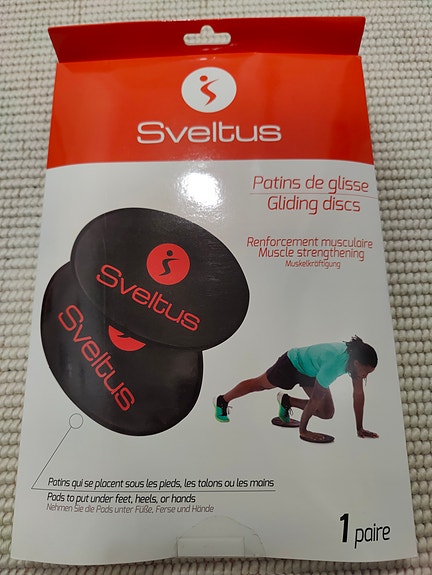 Sveltus
Patins de glisse
Gliding discs
Renforcement musculaire
Muscle strengthening
Muskelkräftigung
Sveltus
Sveltus
Patins qui se placent sous les pieds, les talons ou les mains
Pads to put under feet, heels, or hands
Nehmen Sie die Pads unter Füße, Ferse und Hände
1 paire